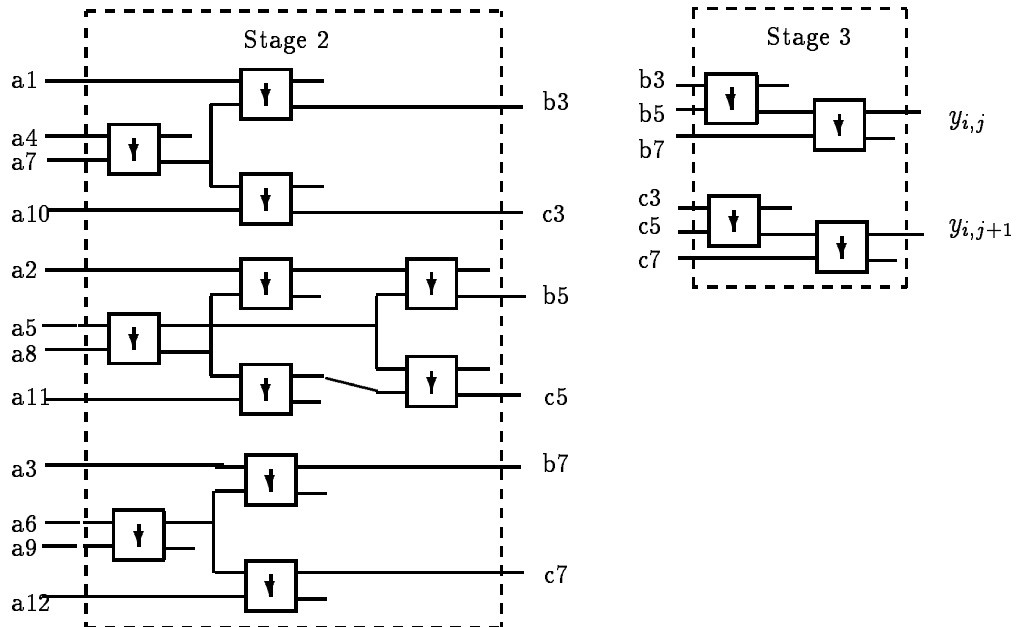 Stage 2
a1
b3
a4
a7
a10
c3
a2
b5
a5
a8
a11
c5
a3
b7
a6
a9
c7
a12
Stage 3
b3
b5
y_{i,j}
b7
c3
c5
y_{i,j+1}
c7